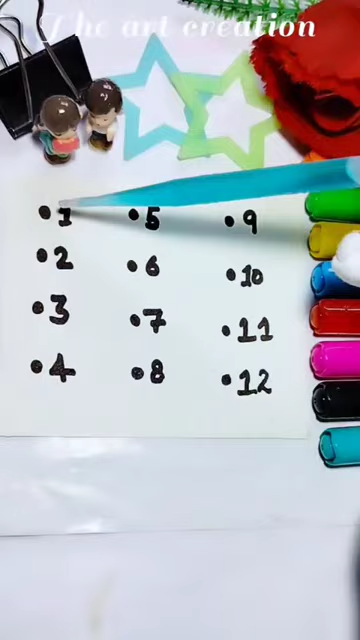 The art creation
• 1 • 5 • 9
• 2 • 6 • 10
• 3 • 7 • 11
• 4 • 8 • 12